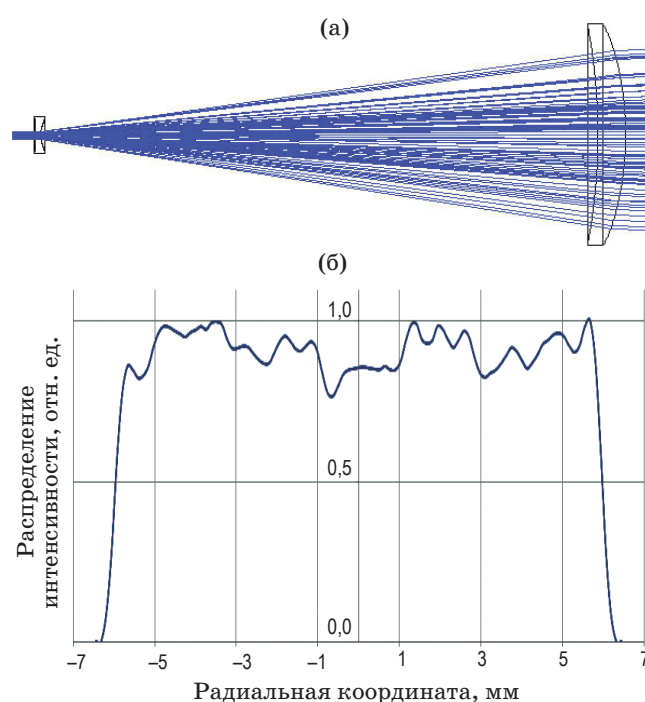 (а)
(б)
1,0
0,5
0,0
–7 –5 –3 –1 1 3 5 7
Распределение
интенсивности, отн. ед.
Радиальная координата, мм